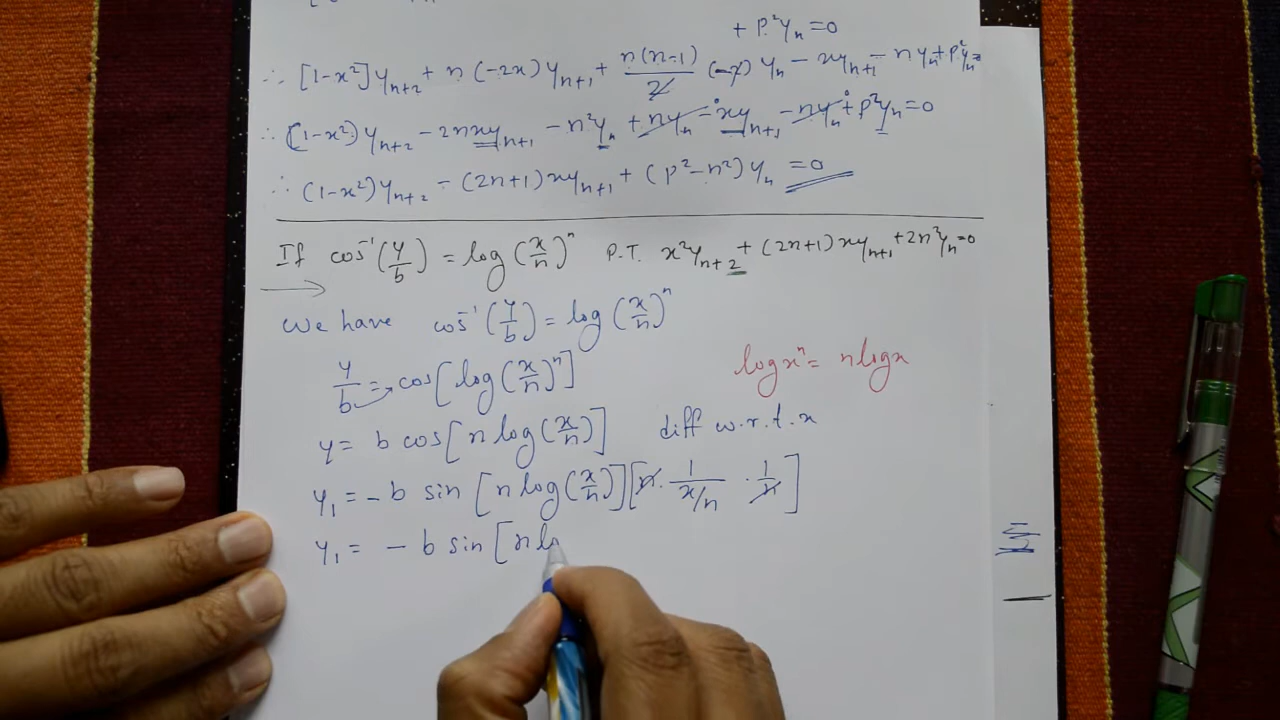 + P²yₙ = 0
∴ [1-x²]yₙ₊₂ + n(-2x)yₙ₊₁ + n(n-1)/2 (-2)yₙ - xyₙ₊₁ - nyₙ + P²yₙ =
∴ (1-x²)yₙ₊₂ - 2nxyₙ₊₁ - n²yₙ + nyₙ - xyₙ₊₁ - nyₙ + P²yₙ = 0
∴ (1-x²)yₙ₊₂ - (2n+1)xyₙ₊₁ + (P²-n²)yₙ = 0
If cos⁻¹(y/b) = log(x/n)ⁿ P.T. x²yₙ₊₂ + (2n+1)xyₙ₊₁ + 2n²yₙ = 0
We have cos⁻¹(y/b) = log(x/n)ⁿ
y/b = cos[log(x/n)ⁿ] log xⁿ = n log x
y = b cos[n log(x/n)] diff w.r.t. x
y₁ = - b sin [n log(x/n)][n · 1/(x/n) · 1/n]
y₁ = - b sin [n lo